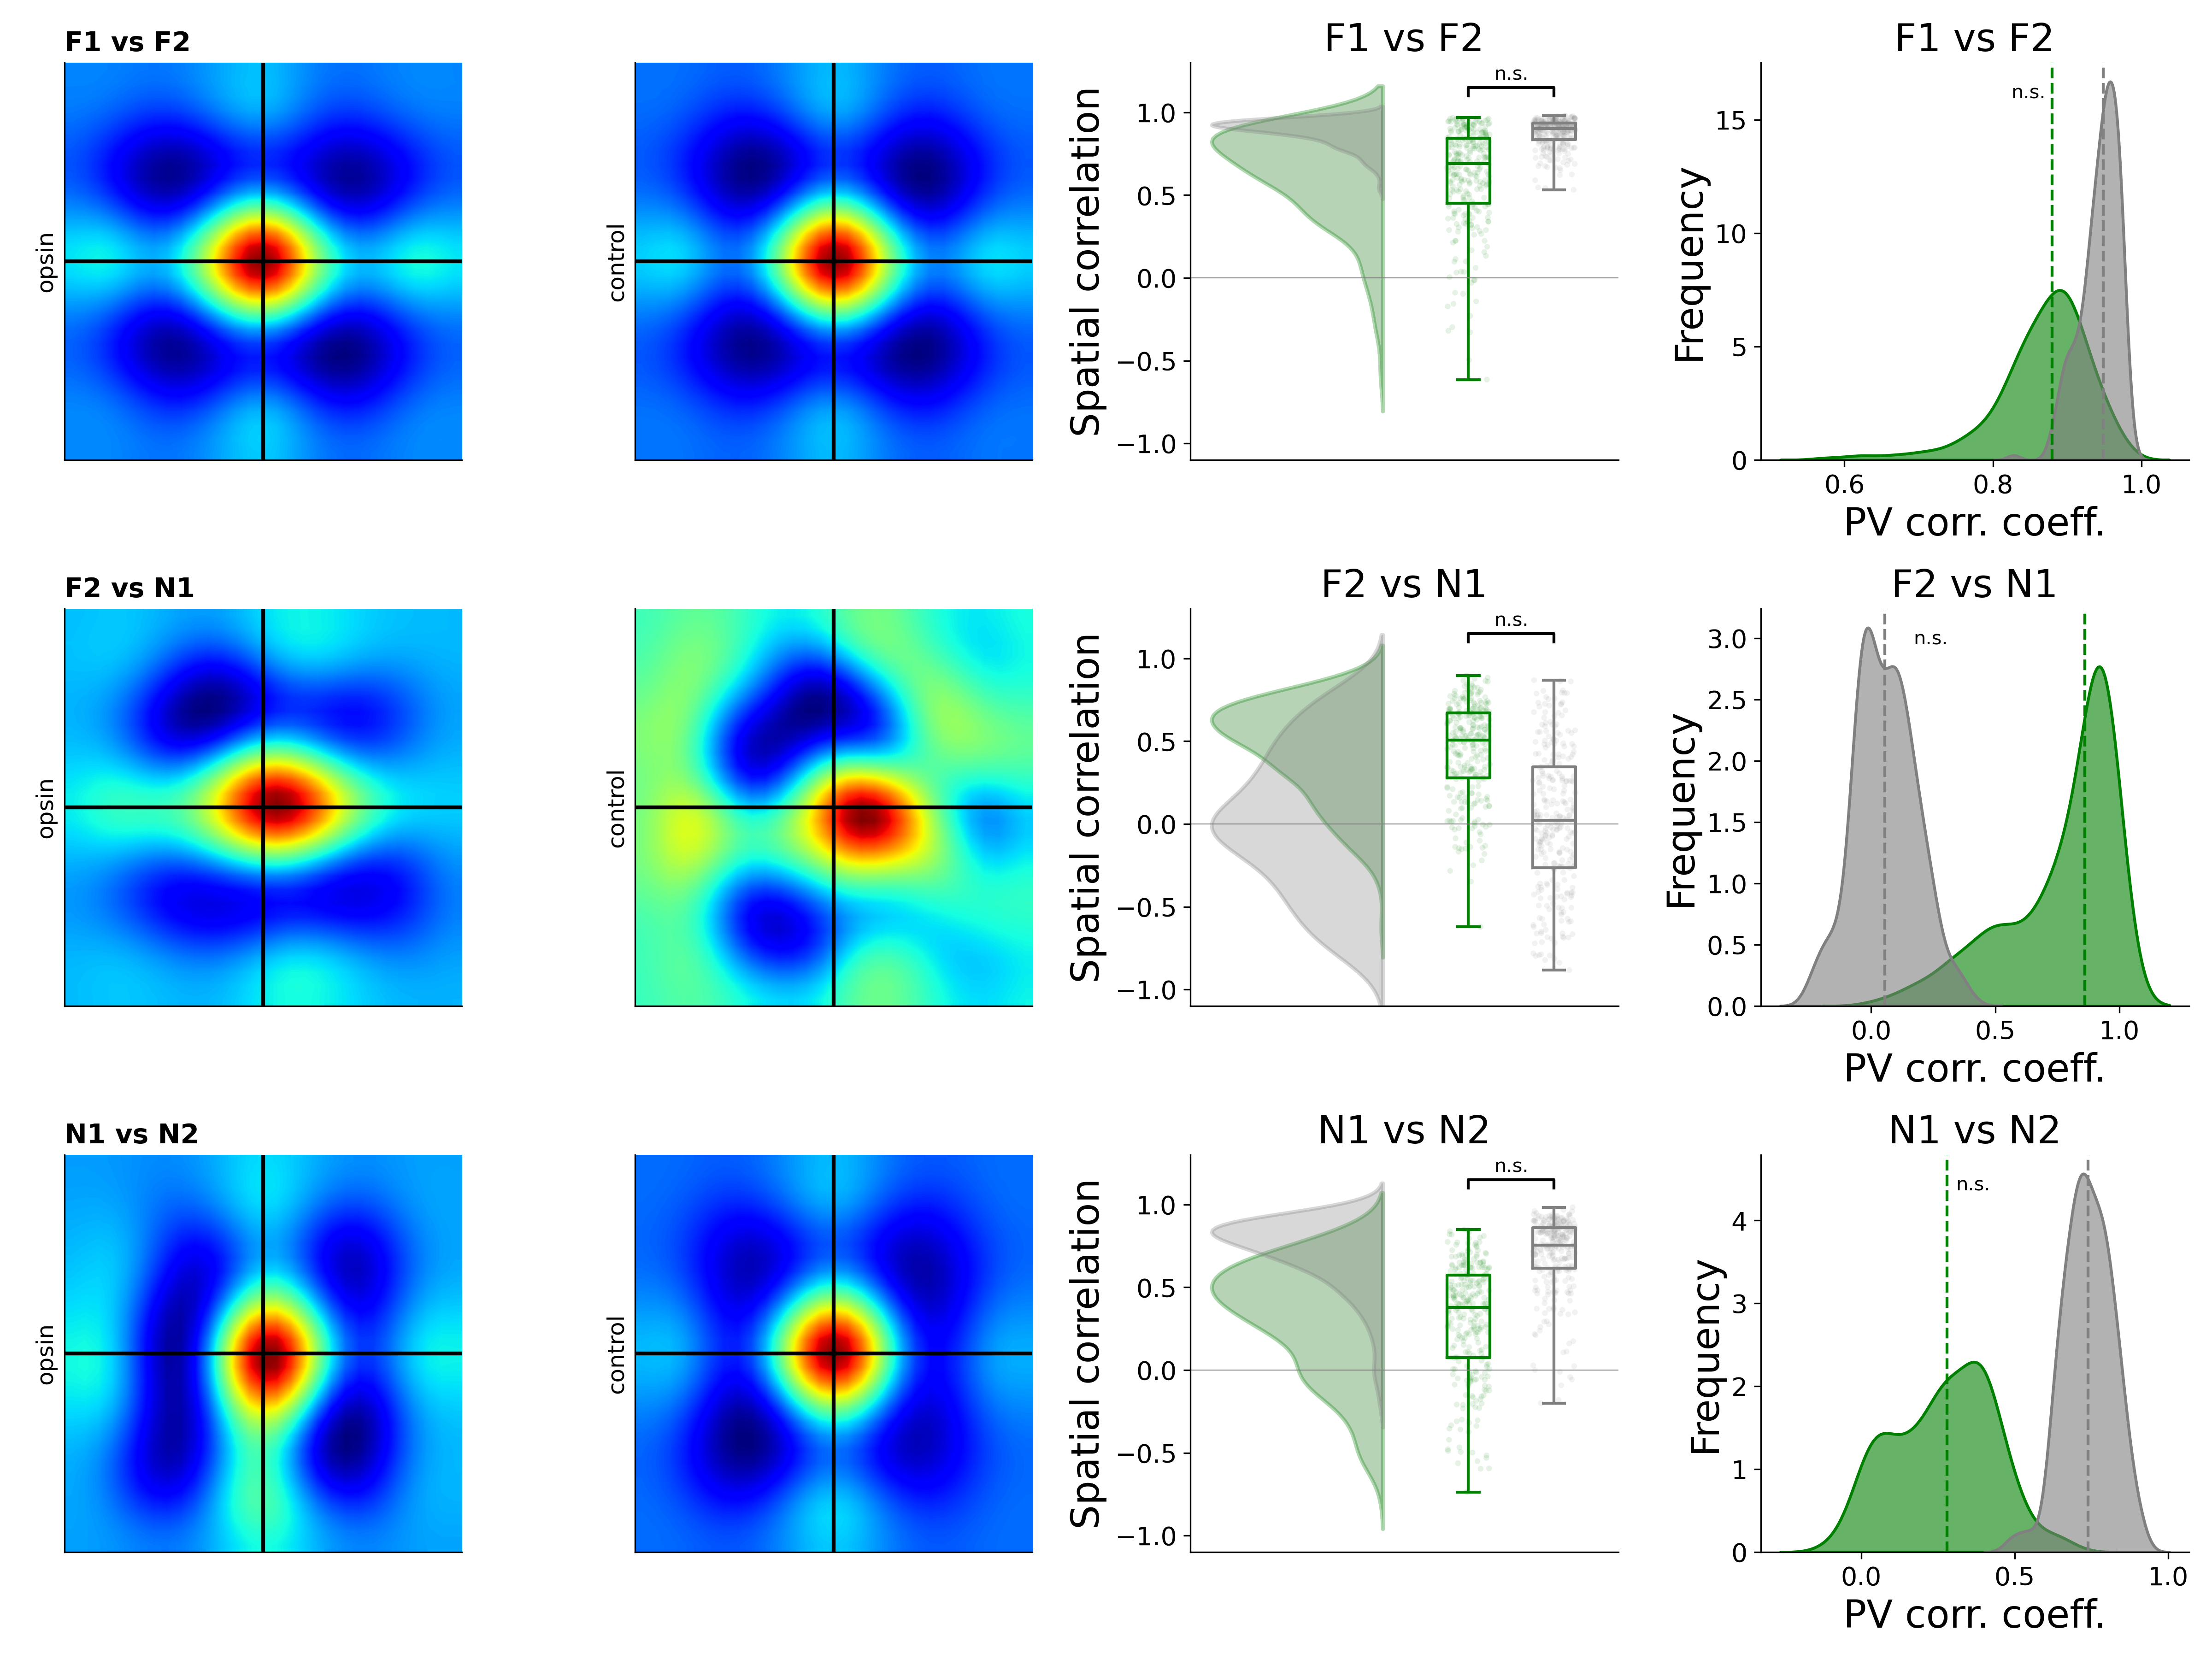 F1 vs F2
opsin
control
F1 vs F2
Spatial correlation
1.0
0.5
0.0
−0.5
−1.0
n.s.
F1 vs F2
Frequency
15
10
5
0
n.s.
0.6 0.8 1.0
PV corr. coeff.
F2 vs N1
opsin
control
F2 vs N1
Spatial correlation
1.0
0.5
0.0
−0.5
−1.0
n.s.
F2 vs N1
Frequency
3.0
2.5
2.0
1.5
1.0
0.5
0.0
n.s.
0.0 0.5 1.0
PV corr. coeff.
N1 vs N2
opsin
control
N1 vs N2
Spatial correlation
1.0
0.5
0.0
−0.5
−1.0
n.s.
N1 vs N2
Frequency
4
3
2
1
0
n.s.
0.0 0.5 1.0
PV corr. coeff.